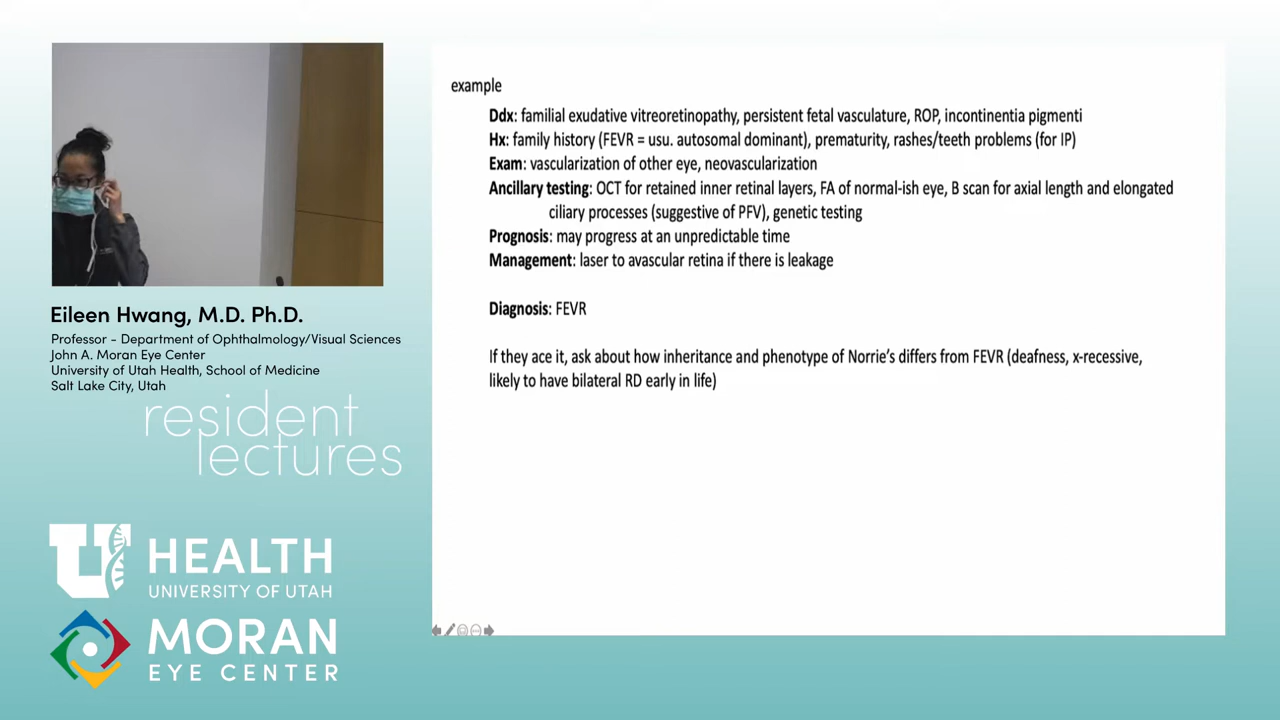 example
Ddx: familial exudative vitreoretinopathy, persistent fetal vasculature, ROP, incontinentia pigmenti
Hx: family history (FEVR = usu. autosomal dominant), prematurity, rashes/teeth problems (for IP)
Exam: vascularization of other eye, neovascularization
Ancillary testing: OCT for retained inner retinal layers, FA of normal-ish eye, B scan for axial length and elongated
ciliary processes (suggestive of PFV), genetic testing
Prognosis: may progress at an unpredictable time
Management: laser to avascular retina if there is leakage
Diagnosis: FEVR
If they ace it, ask about how inheritance and phenotype of Norrie's differs from FEVR (deafness, x-recessive,
likely to have bilateral RD early in life)
Eileen Hwang, M.D. Ph.D.
Professor - Department of Ophthalmology/Visual Sciences
John A. Moran Eye Center
University of Utah Health, School of Medicine
Salt Lake City, Utah
resident
lectures
U HEALTH
UNIVERSITY OF UTAH
MORAN
EYE CENTER